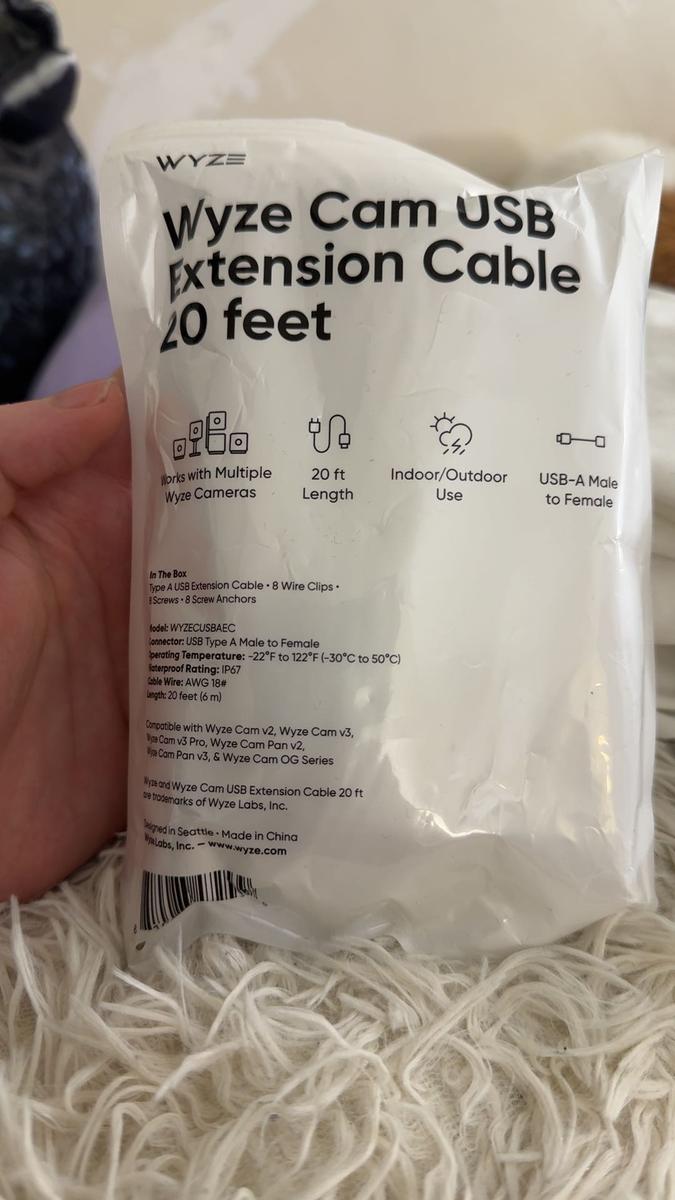 WYZE
Wyze Cam USB
Extension Cable
20 feet
Works with Multiple
Wyze Cameras
20 ft
Length
Indoor/Outdoor
Use
USB-A Male
to Female
In The Box
Type A USB Extension Cable • 8 Wire Clips •
8 Screws • 8 Screw Anchors
Model: WYZECUSBAEC
Connector: USB Type A Male to Female
Operating Temperature: -22°F to 122°F (-30°C to 50°C)
Waterproof Rating: IP67
Cable Wire: AWG 18#
Length: 20 feet (6 m)
Compatible with Wyze Cam v2, Wyze Cam v3,
Wyze Cam v3 Pro, Wyze Cam Pan v2,
Wyze Cam Pan v3, & Wyze Cam OG Series
Wyze and Wyze Cam USB Extension Cable 20 ft
are trademarks of Wyze Labs, Inc.
Designed in Seattle • Made in China
Wyze Labs, Inc. — www.wyze.com